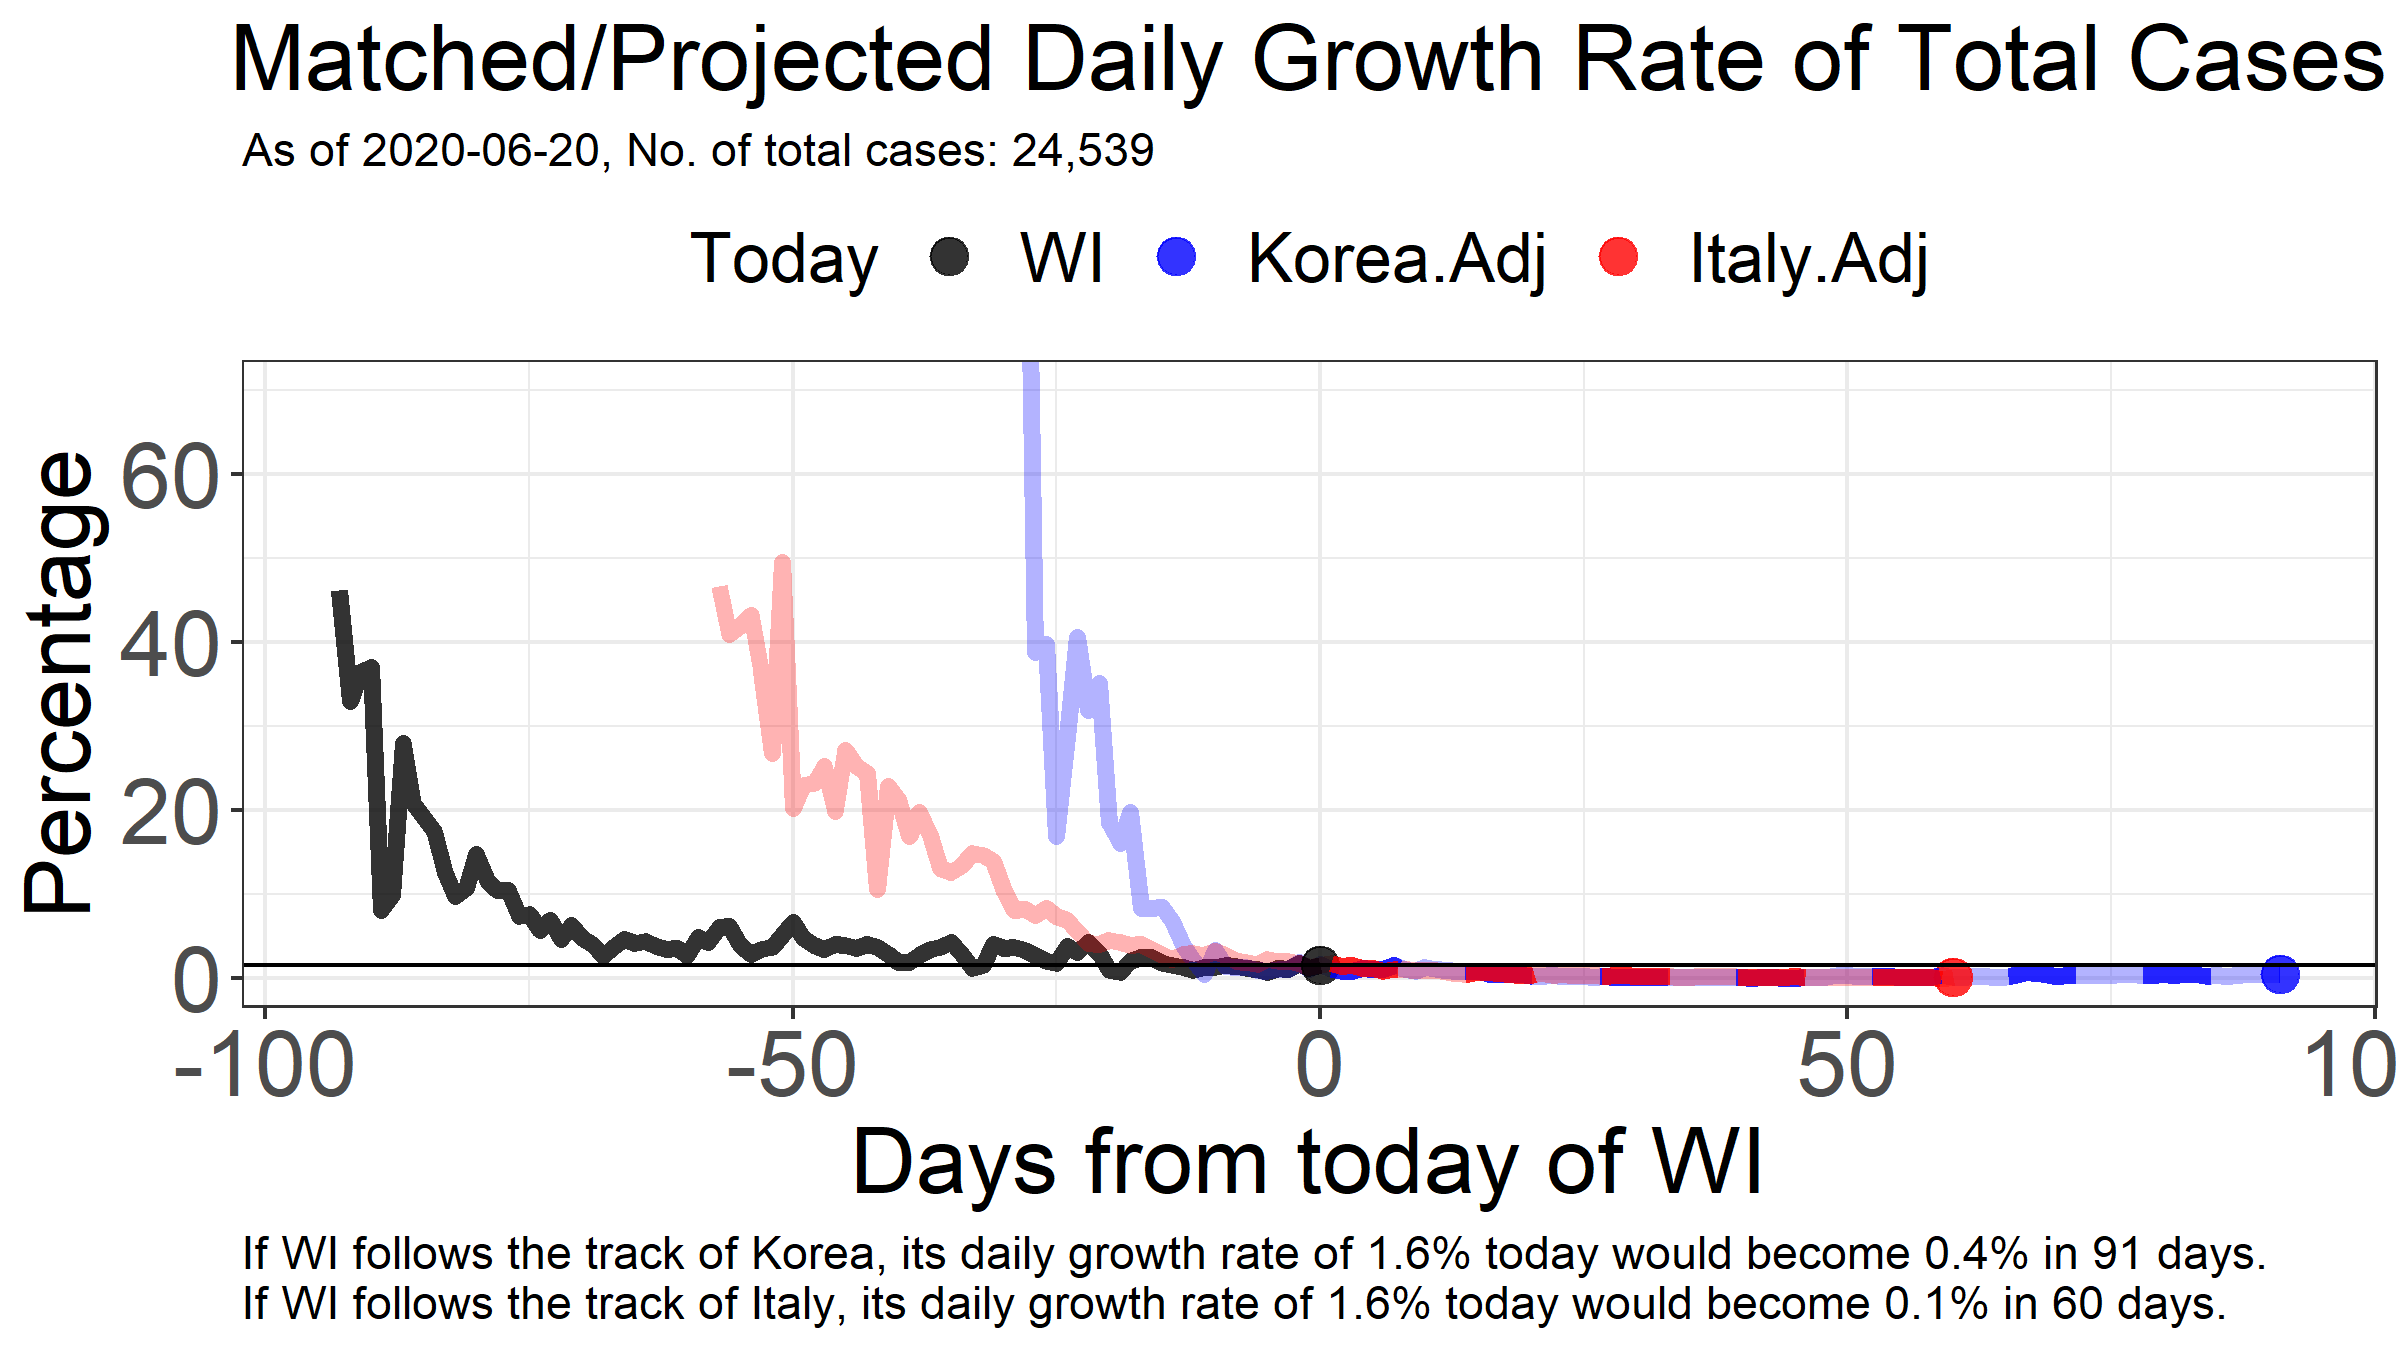 Matched/Projected Daily Growth Rate of Total Cases
As of 2020-06-20, No. of total cases: 24,539
Today WI Korea.Adj Italy.Adj
Percentage
60
40
20
0
-100 -50 0 50 10
Days from today of WI
If WI follows the track of Korea, its daily growth rate of 1.6% today would become 0.4% in 91 days.
If WI follows the track of Italy, its daily growth rate of 1.6% today would become 0.1% in 60 days.